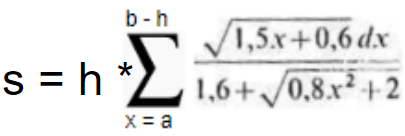 b - h
√1,5x+0,6 dx
s = h * ∑
1,6+√0,8x²+2
x = a